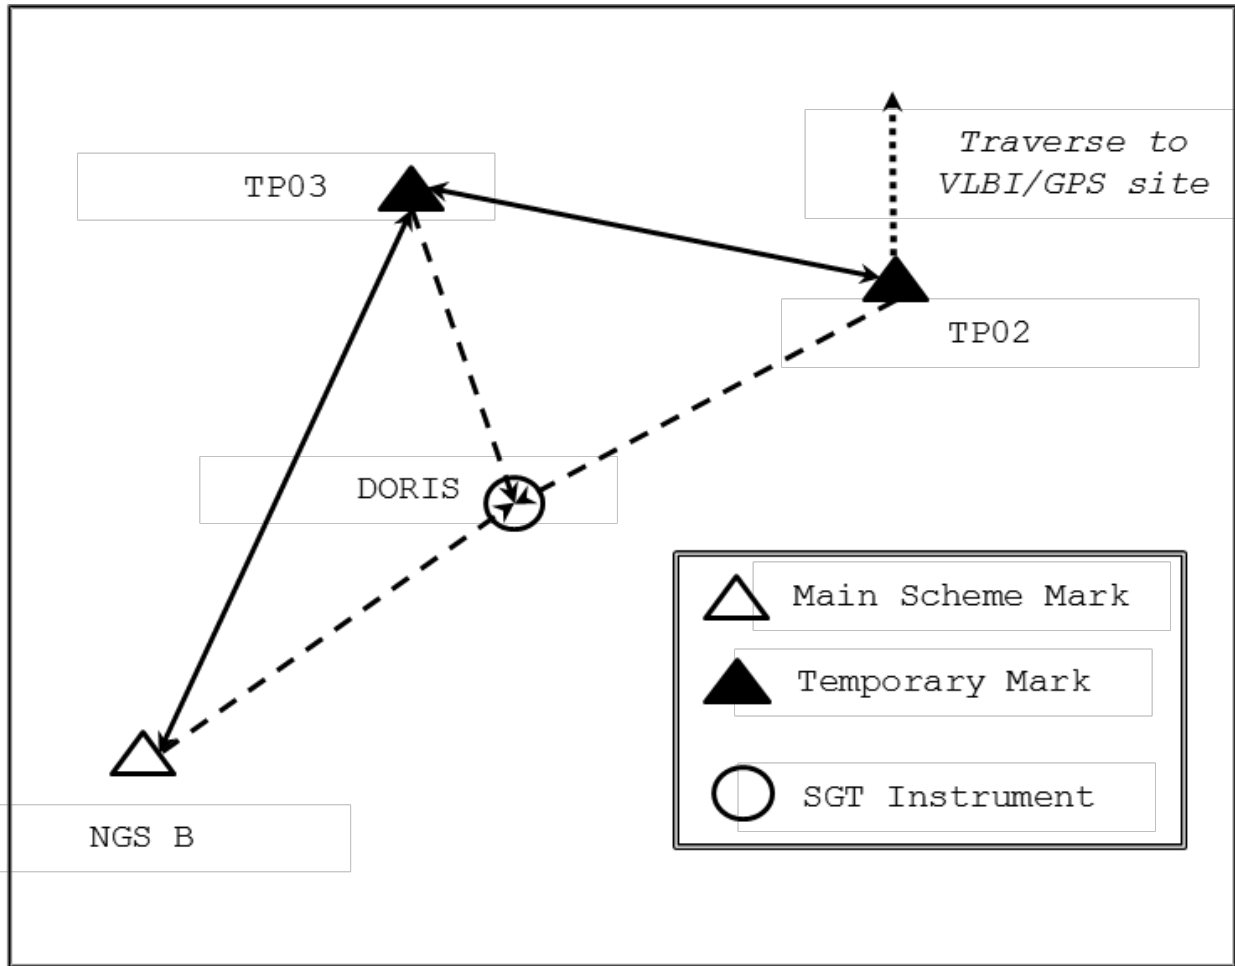 Traverse to
VLBI/GPS site
TP03
TP02
DORIS
Main Scheme Mark
Temporary Mark
SGT Instrument
NGS B